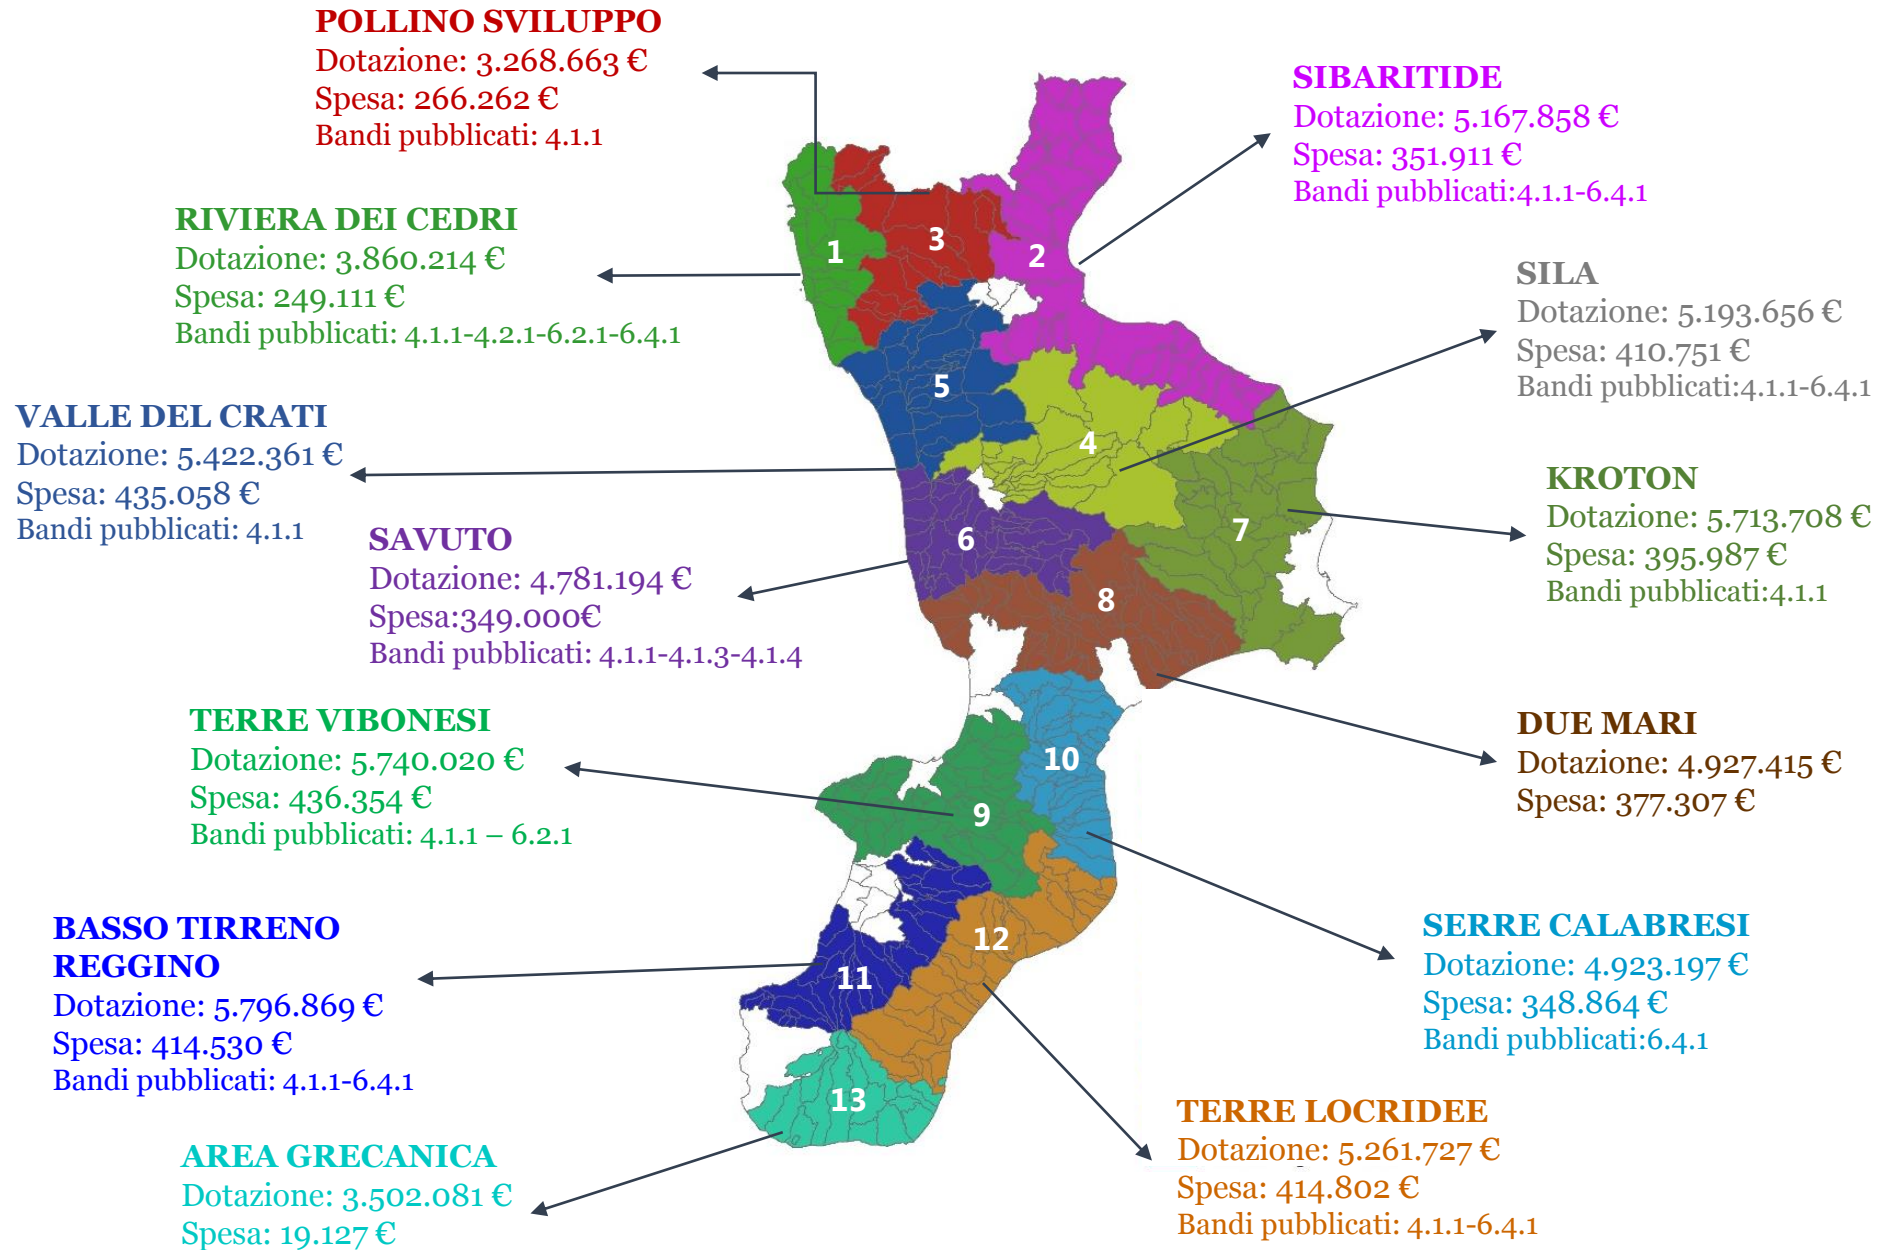 POLLINO SVILUPPO
Dotazione: 3.268.663 €
Spesa: 266.262 €
Bandi pubblicati: 4.1.1
SIBARITIDE
Dotazione: 5.167.858 €
Spesa: 351.911 €
Bandi pubblicati:4.1.1-6.4.1
RIVIERA DEI CEDRI
Dotazione: 3.860.214 €
Spesa: 249.111 €
Bandi pubblicati: 4.1.1-4.2.1-6.2.1-6.4.1
SILA
Dotazione: 5.193.656 €
Spesa: 410.751 €
Bandi pubblicati:4.1.1-6.4.1
VALLE DEL CRATI
Dotazione: 5.422.361 €
Spesa: 435.058 €
Bandi pubblicati: 4.1.1
KROTON
Dotazione: 5.713.708 €
Spesa: 395.987 €
Bandi pubblicati:4.1.1
SAVUTO
Dotazione: 4.781.194 €
Spesa:349.000€
Bandi pubblicati: 4.1.1-4.1.3-4.1.4
TERRE VIBONESI
Dotazione: 5.740.020 €
Spesa: 436.354 €
Bandi pubblicati: 4.1.1 – 6.2.1
DUE MARI
Dotazione: 4.927.415 €
Spesa: 377.307 €
BASSO TIRRENO
REGGINO
Dotazione: 5.796.869 €
Spesa: 414.530 €
Bandi pubblicati: 4.1.1-6.4.1
SERRE CALABRESI
Dotazione: 4.923.197 €
Spesa: 348.864 €
Bandi pubblicati:6.4.1
TERRE LOCRIDEE
Dotazione: 5.261.727 €
Spesa: 414.802 €
Bandi pubblicati: 4.1.1-6.4.1
AREA GRECANICA
Dotazione: 3.502.081 €
Spesa: 19.127 €
1
3
2
5
4
6
7
8
10
9
12
11
13